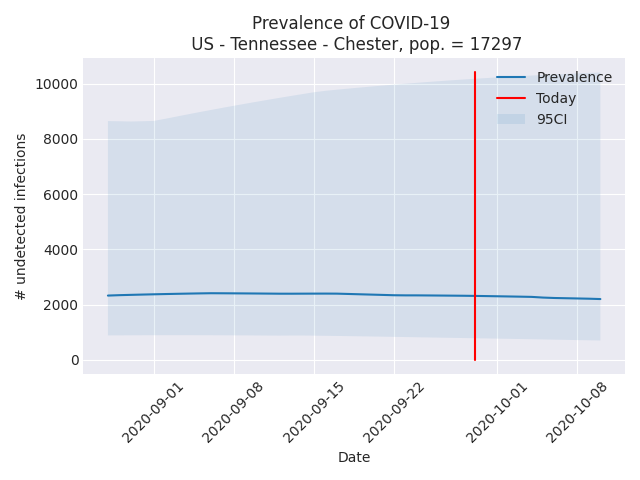 Prevalence of COVID-19
US - Tennessee - Chester, pop. = 17297
Prevalence
Today
95CI
# undetected infections
10000
8000
6000
4000
2000
0
2020-09-01
2020-09-08
2020-09-15
2020-09-22
2020-10-01
2020-10-08
Date